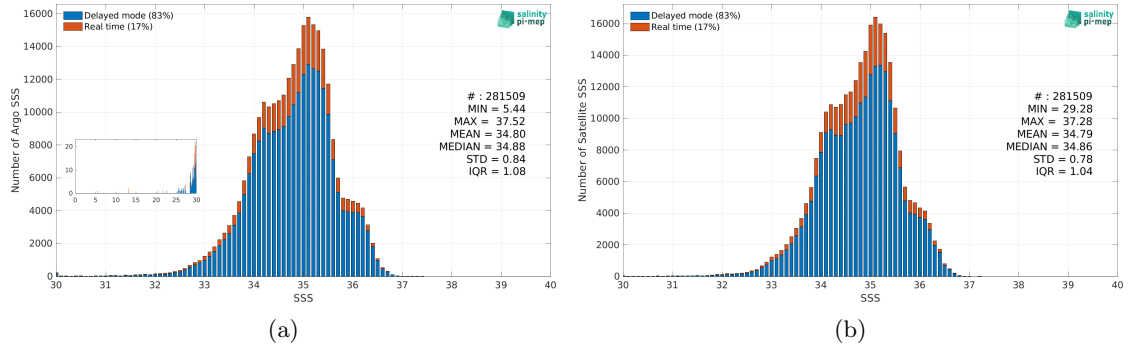 Delayed mode (83%)
Real time (17%)
salinity
pi-mep
16000
14000
12000
10000
8000
6000
4000
2000
0
Number of Argo SSS
# : 281509
MIN = 5.44
MAX = 37.52
MEAN = 34.80
MEDIAN = 34.88
STD = 0.84
IQR = 1.08
20
10
0
0 5 10 15 20 25 30
30 31 32 33 34 35 36 37 38 39 40
SSS
(a)
Delayed mode (83%)
Real time (17%)
salinity
pi-mep
16000
14000
12000
10000
8000
6000
4000
2000
0
Number of Satellite SSS
# : 281509
MIN = 29.28
MAX = 37.28
MEAN = 34.79
MEDIAN = 34.86
STD = 0.78
IQR = 1.04
30 31 32 33 34 35 36 37 38 39 40
SSS
(b)